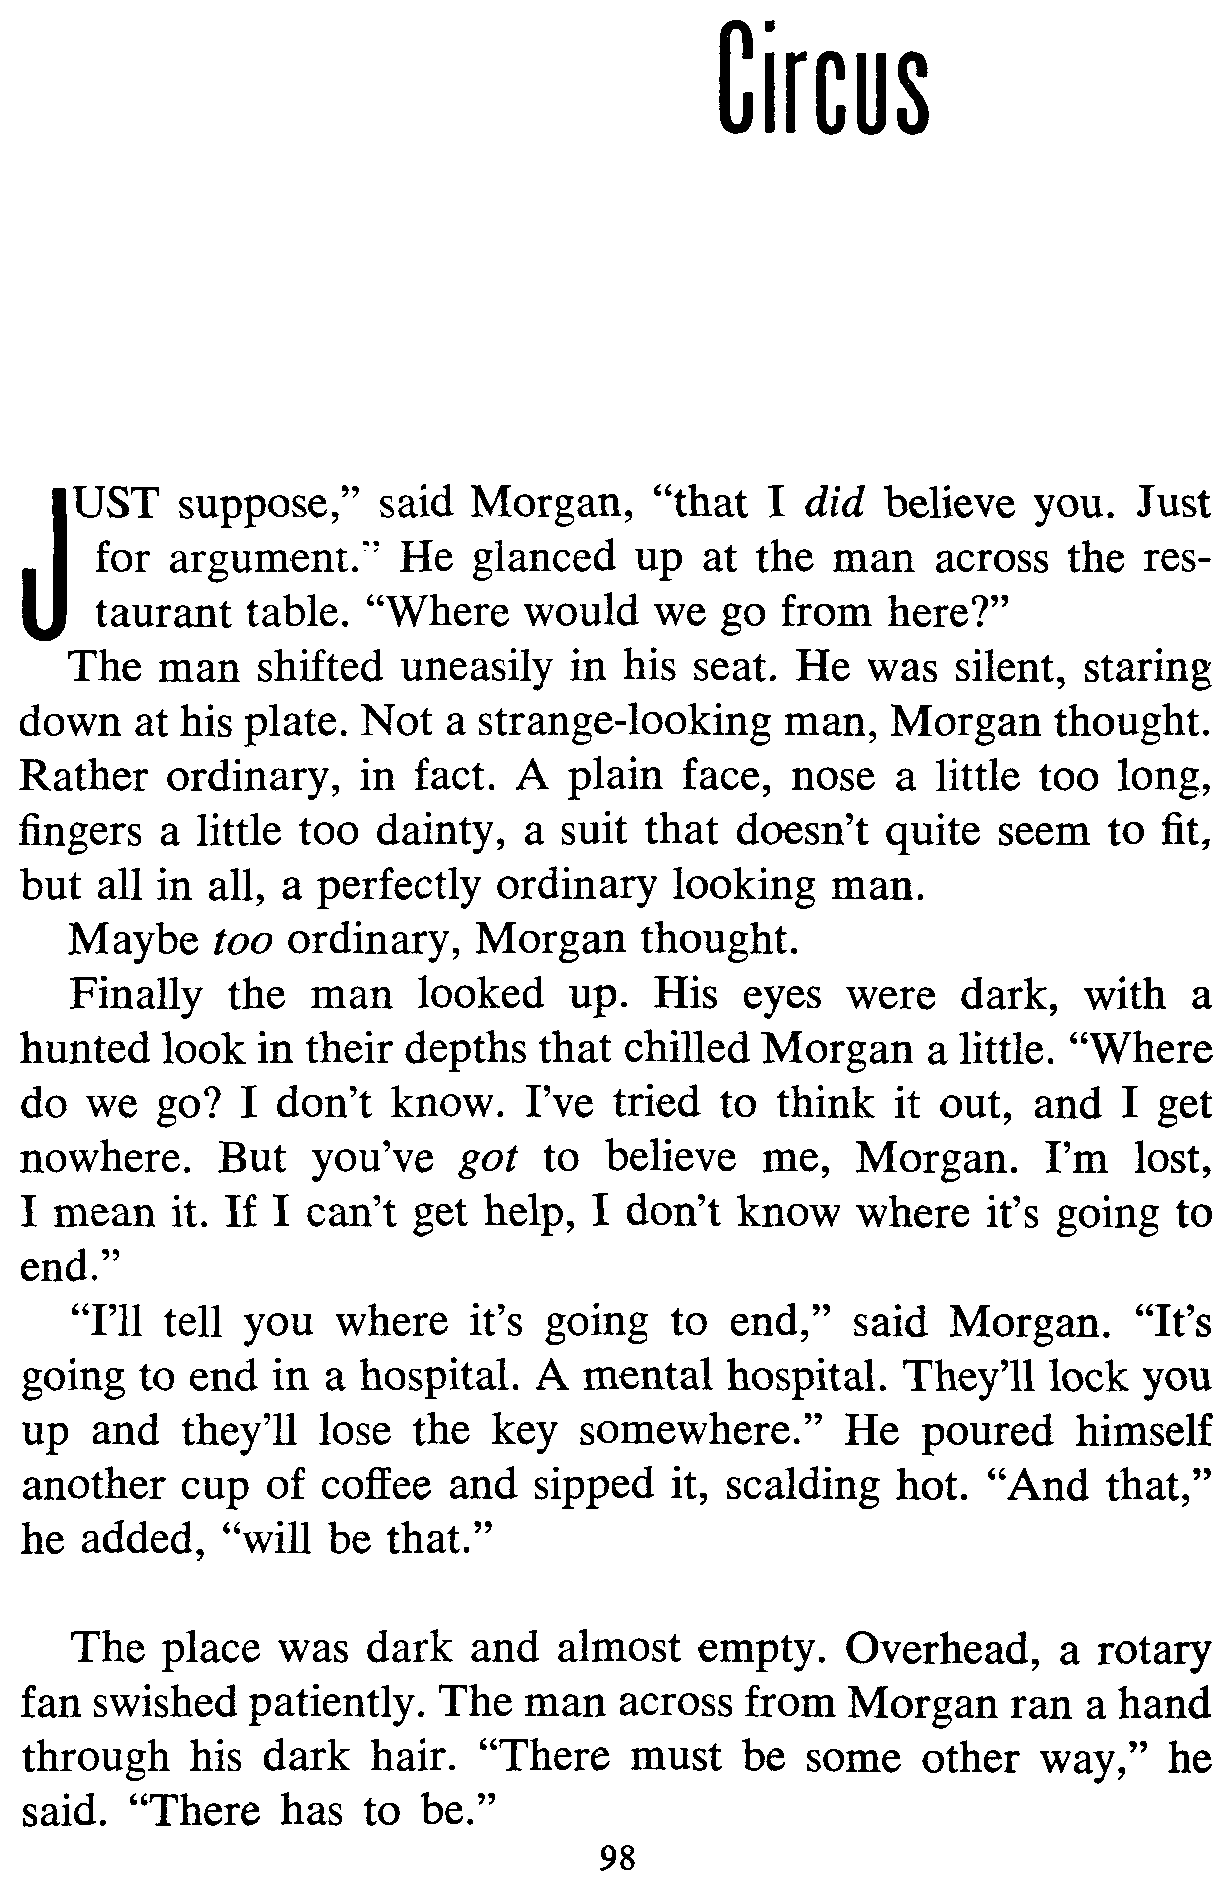 Circus
JUST suppose,” said Morgan, “that I did believe you. Just
for argument.” He glanced up at the man across the res-
taurant table. “Where would we go from here?”
The man shifted uneasily in his seat. He was silent, staring
down at his plate. Not a strange-looking man, Morgan thought.
Rather ordinary, in fact. A plain face, nose a little too long,
fingers a little too dainty, a suit that doesn’t quite seem to fit,
but all in all, a perfectly ordinary looking man.
Maybe too ordinary, Morgan thought.
Finally the man looked up. His eyes were dark, with a
hunted look in their depths that chilled Morgan a little. “Where
do we go? I don’t know. I’ve tried to think it out, and I get
nowhere. But you’ve got to believe me, Morgan. I’m lost,
I mean it. If I can’t get help, I don’t know where it’s going to
end.”
“I’ll tell you where it’s going to end,” said Morgan. “It’s
going to end in a hospital. A mental hospital. They’ll lock you
up and they’ll lose the key somewhere.” He poured himself
another cup of coffee and sipped it, scalding hot. “And that,”
he added, “will be that.”
The place was dark and almost empty. Overhead, a rotary
fan swished patiently. The man across from Morgan ran a hand
through his dark hair. “There must be some other way,” he
said. “There has to be.”
98